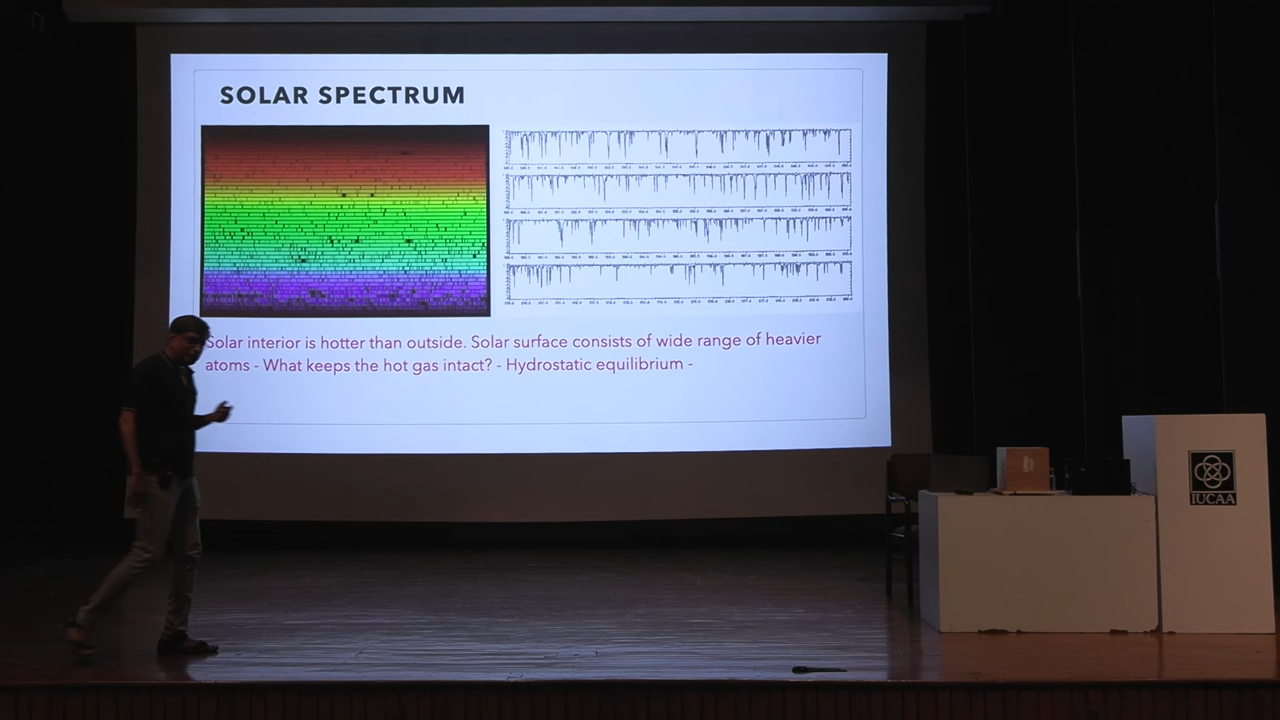 SOLAR SPECTRUM
Solar interior is hotter than outside. Solar surface consists of wide range of heavier
atoms - What keeps the hot gas intact? - Hydrostatic equilibrium -
IUCAA